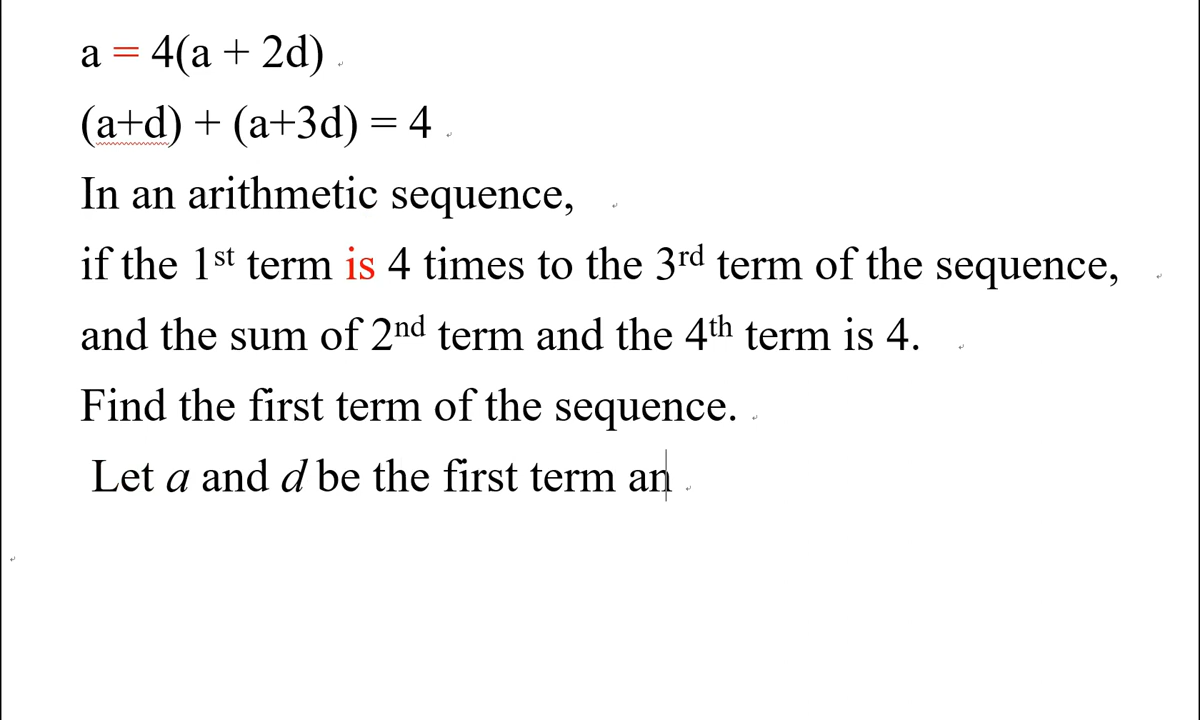 a = 4(a + 2d)
(a+d) + (a+3d) = 4
In an arithmetic sequence,
if the 1st term is 4 times to the 3rd term of the sequence,
and the sum of 2nd term and the 4th term is 4.
Find the first term of the sequence.
Let a and d be the first term an